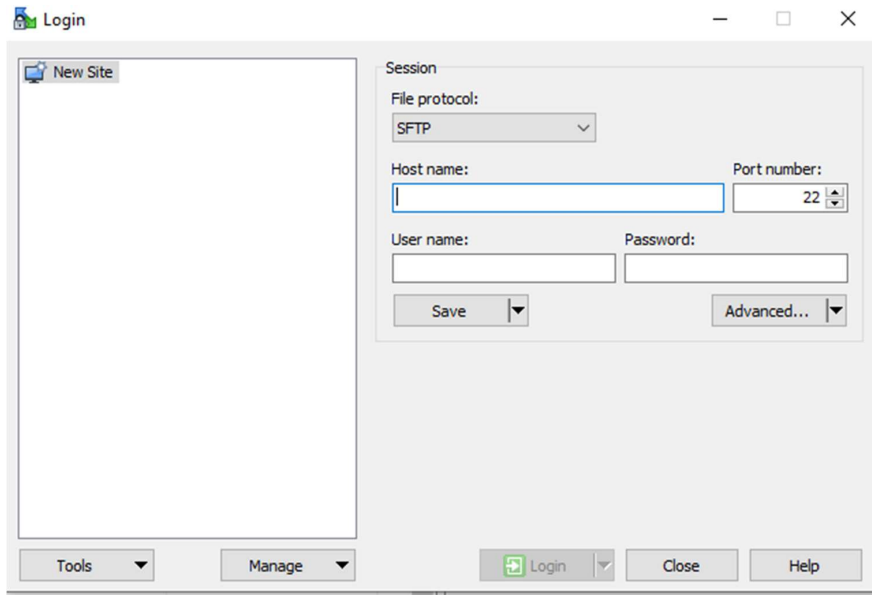 Login
New Site
Session
File protocol:
SFTP
Host name:
Port number:
22
User name:
Password:
Save
Advanced...
Tools
Manage
Login
Close
Help